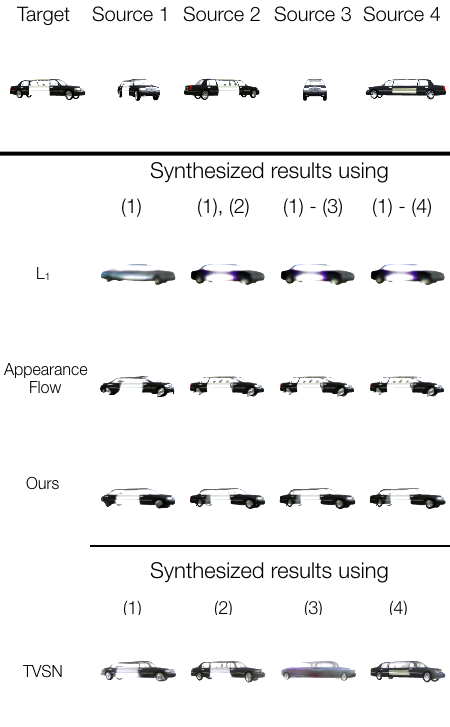 Target Source 1 Source 2 Source 3 Source 4
Synthesized results using
(1) (1), (2) (1) - (3) (1) - (4)
L₁
Appearance
Flow
Ours
Synthesized results using
(1) (2) (3) (4)
TVSN